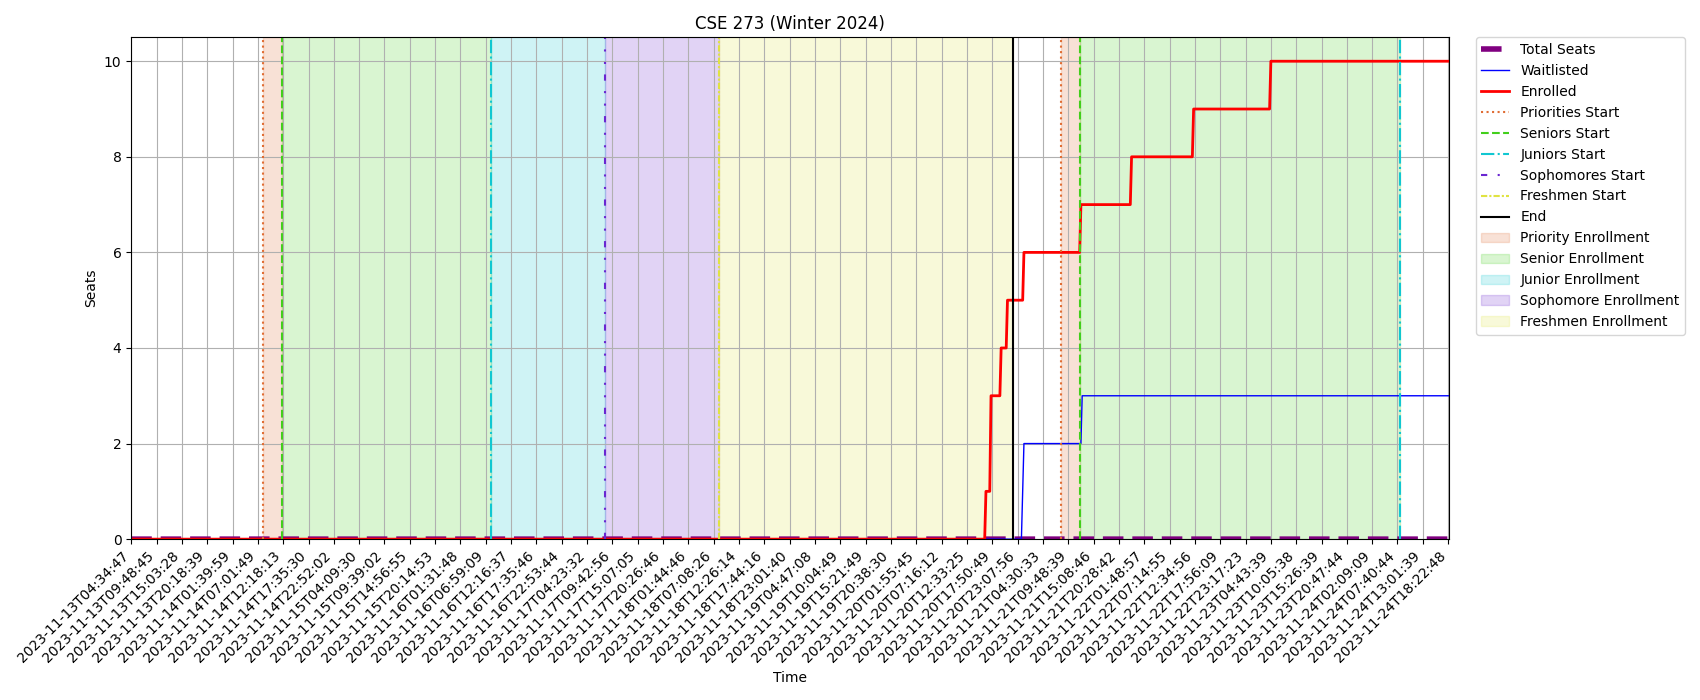 CSE 273 (Winter 2024)
10
8
6
4
2
0
Seats
2023-11-13T04:34:47
2023-11-13T09:48:45
2023-11-13T15:03:28
2023-11-13T20:18:39
2023-11-14T01:39:59
2023-11-14T07:01:49
2023-11-14T12:18:13
2023-11-14T17:35:30
2023-11-14T22:52:02
2023-11-15T04:09:30
2023-11-15T09:39:02
2023-11-15T14:56:55
2023-11-15T20:14:53
2023-11-16T01:31:48
2023-11-16T06:59:09
2023-11-16T12:16:37
2023-11-16T17:35:46
2023-11-16T22:53:44
2023-11-17T04:23:32
2023-11-17T09:42:56
2023-11-17T15:07:05
2023-11-17T20:26:46
2023-11-18T01:44:46
2023-11-18T07:08:26
2023-11-18T12:26:14
2023-11-18T17:44:16
2023-11-18T23:01:40
2023-11-19T04:47:08
2023-11-19T10:04:49
2023-11-19T15:21:49
2023-11-19T20:38:30
2023-11-20T01:55:45
2023-11-20T07:16:12
2023-11-20T12:33:25
2023-11-20T17:50:49
2023-11-20T23:07:56
2023-11-21T04:30:33
2023-11-21T09:48:39
2023-11-21T15:08:46
2023-11-21T20:28:42
2023-11-22T01:48:57
2023-11-22T07:14:55
2023-11-22T12:34:56
2023-11-22T17:56:09
2023-11-22T23:17:23
2023-11-23T04:43:39
2023-11-23T10:05:38
2023-11-23T15:26:39
2023-11-23T20:47:44
2023-11-24T02:09:09
2023-11-24T07:40:44
2023-11-24T13:01:39
2023-11-24T18:22:48
Time
Total Seats
Waitlisted
Enrolled
Priorities Start
Seniors Start
Juniors Start
Sophomores Start
Freshmen Start
End
Priority Enrollment
Senior Enrollment
Junior Enrollment
Sophomore Enrollment
Freshmen Enrollment